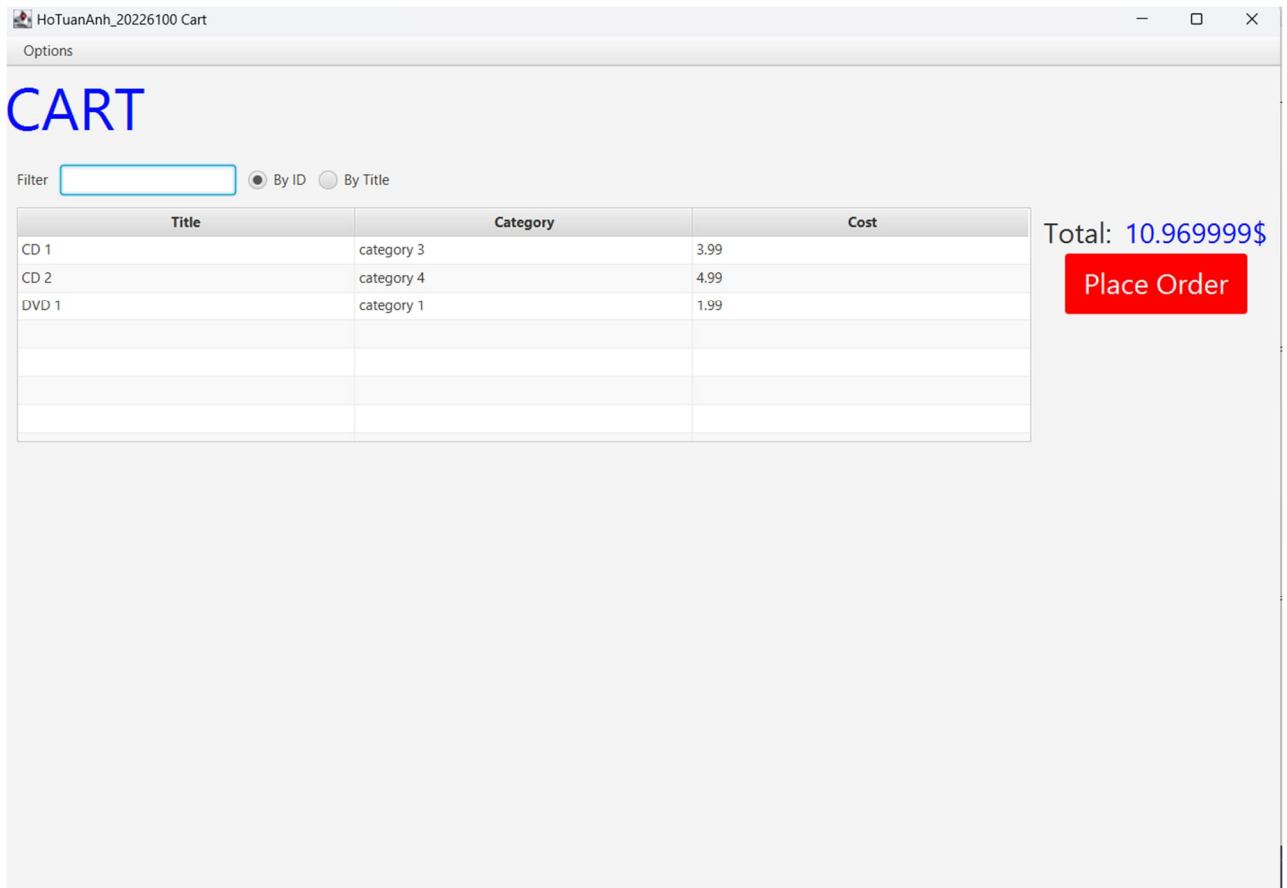 HoTuanAnh_20226100 Cart
Options
CART
Filter By ID By Title
Title Category Cost
CD 1 category 3 3.99
CD 2 category 4 4.99
DVD 1 category 1 1.99
Total: 10.969999$
Place Order